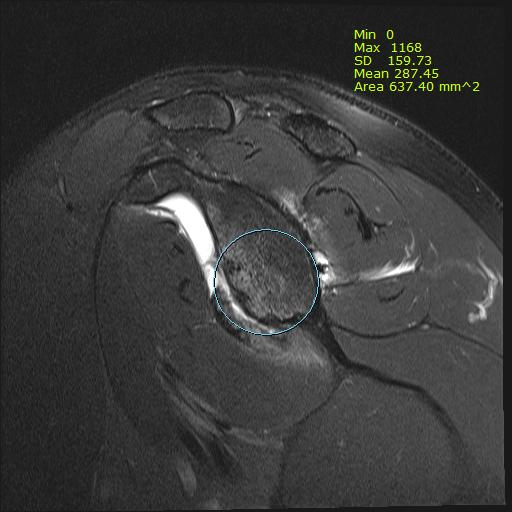 Min 0
Max 1168
SD 159.73
Mean 287.45
Area 637.40 mm^2